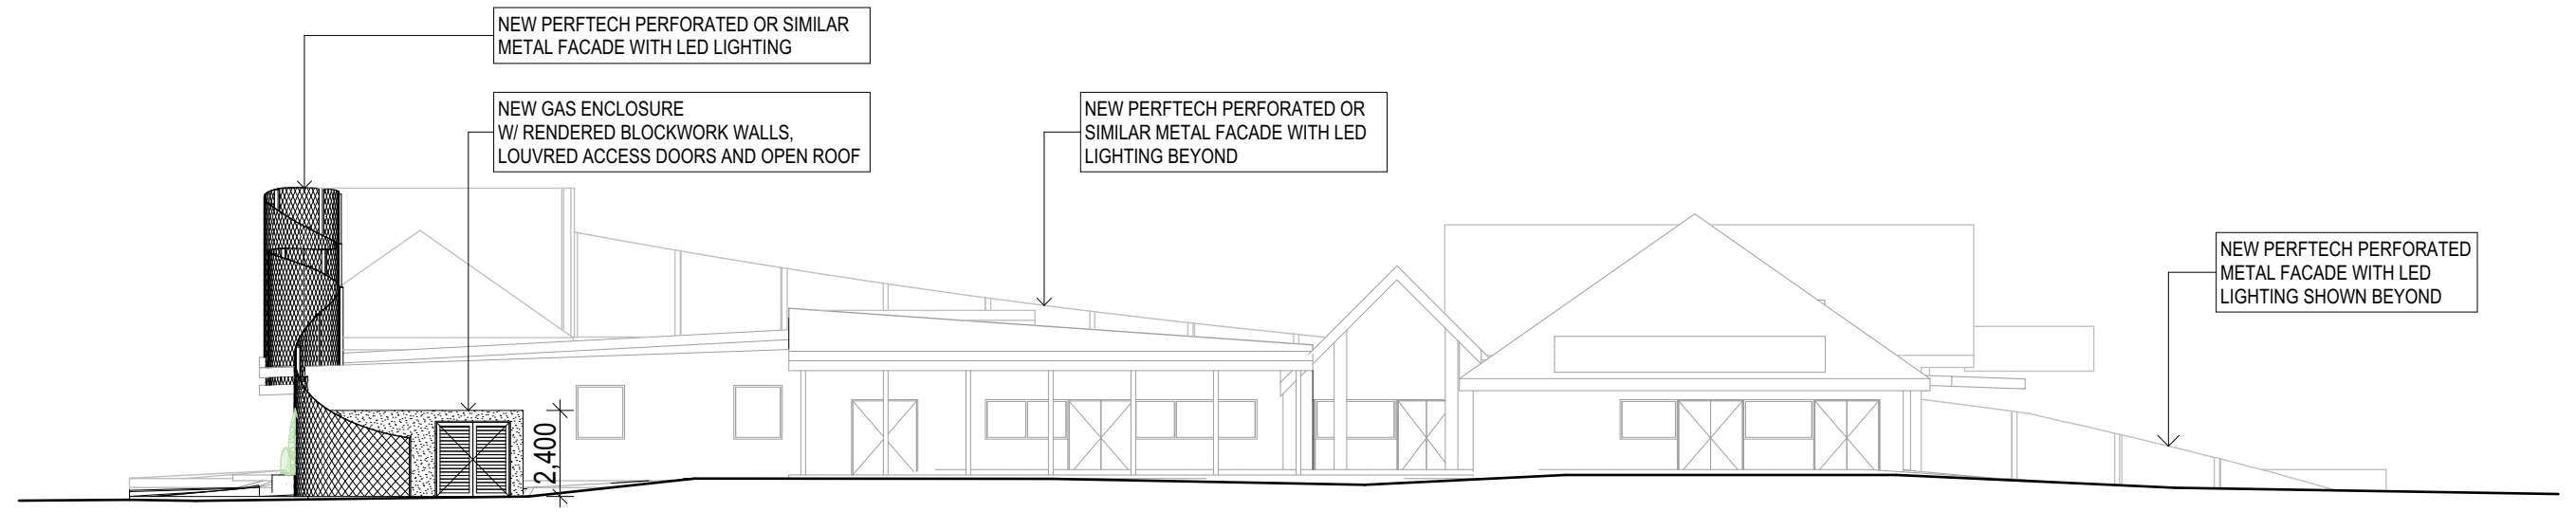 NEW PERFTECH PERFORATED OR SIMILAR
METAL FACADE WITH LED LIGHTING
NEW GAS ENCLOSURE
W/ RENDERED BLOCKWORK WALLS,
LOUVRED ACCESS DOORS AND OPEN ROOF
NEW PERFTECH PERFORATED OR
SIMILAR METAL FACADE WITH LED
LIGHTING BEYOND
NEW PERFTECH PERFORATED
METAL FACADE WITH LED
LIGHTING SHOWN BEYOND
2,400